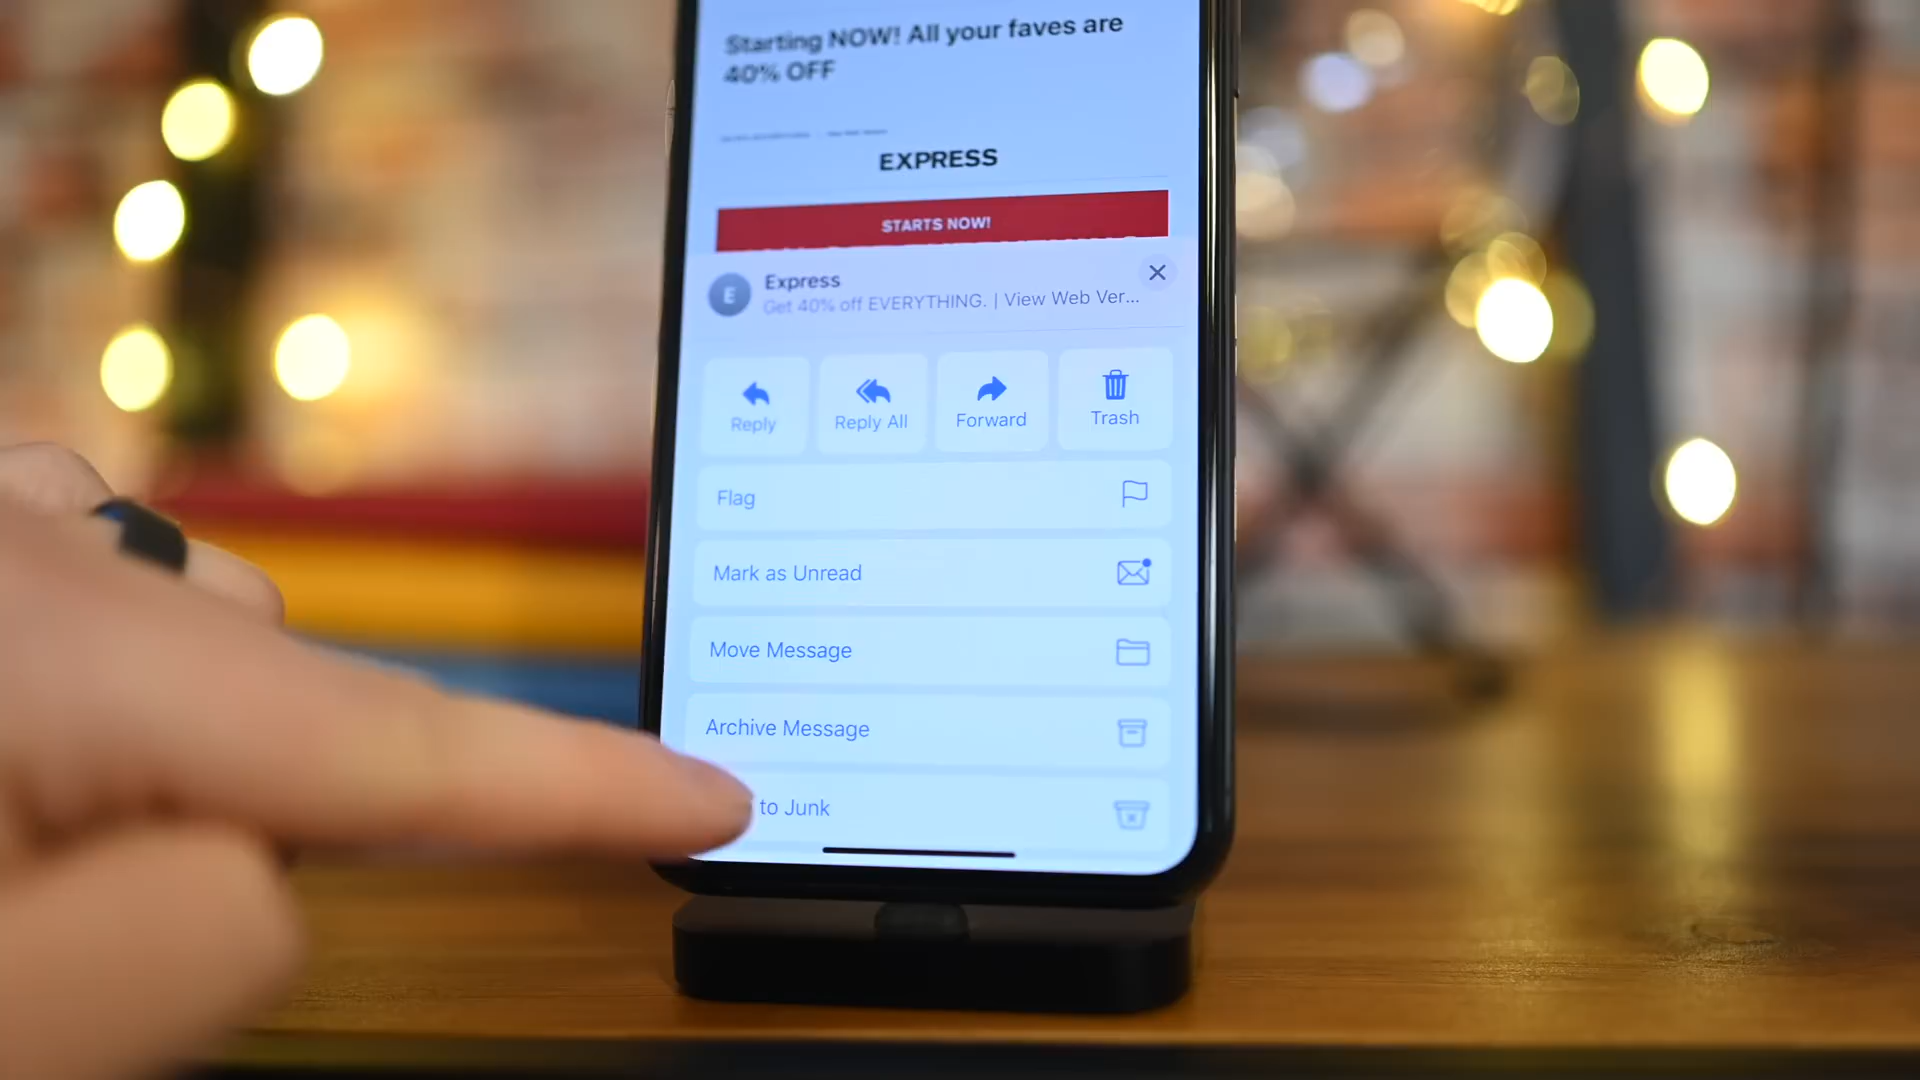 Starting NOW! All your faves are
40% OFF
EXPRESS
STARTS NOW!
E
Express
Get 40% off EVERYTHING. | View Web Ver...
Reply
Reply All
Forward
Trash
Flag
Mark as Unread
Move Message
Archive Message
to Junk